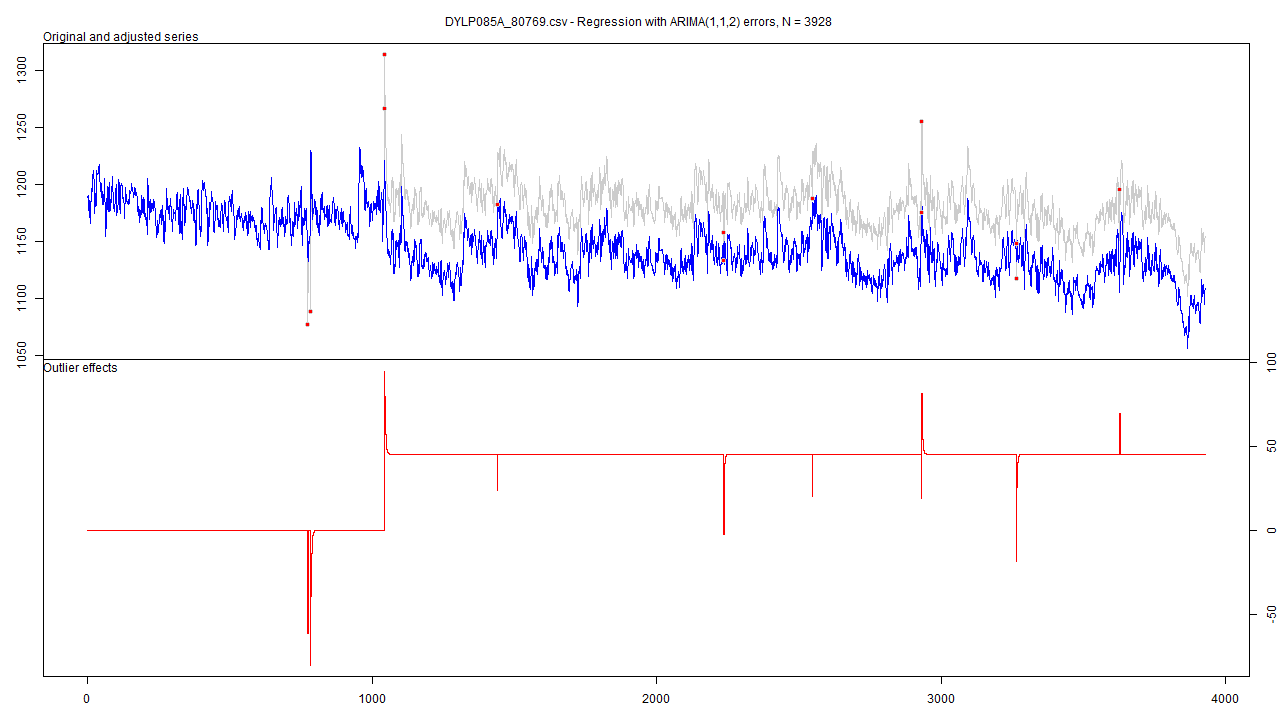 DYLP085A_80769.csv - Regression with ARIMA(1,1,2) errors, N = 3928
Original and adjusted series
1300
1250
1200
1150
1100
1050
Outlier effects
100
50
0
-50
0 1000 2000 3000 4000